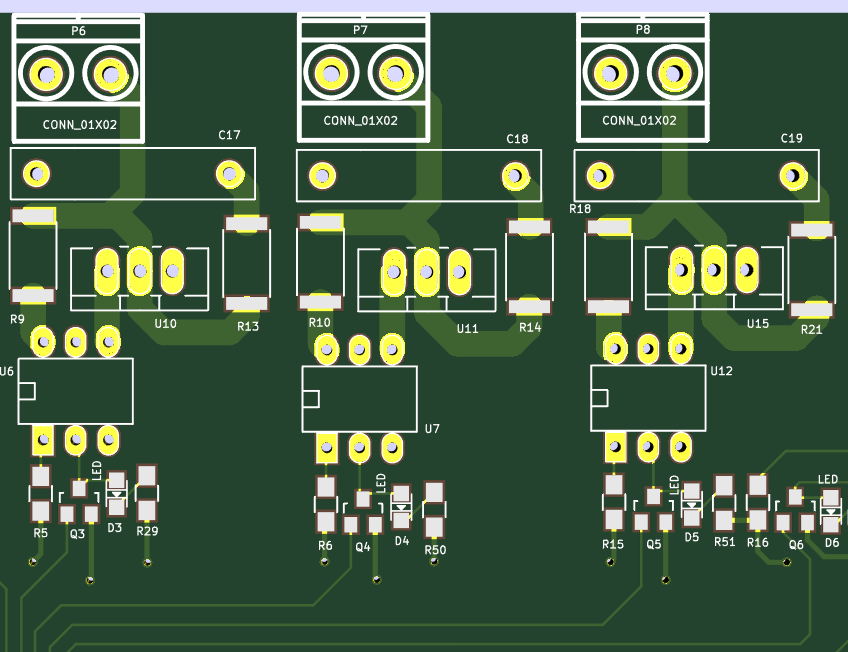 P6
P7
P8
CONN_01X02
CONN_01X02
CONN_01X02
C17
C18
C19
R18
R9
U10
R13
R10
U11
R14
U15
R21
U6
U7
U12
LED
LED
LED
LED
R5
Q3
D3
R29
R6
Q4
D4
R50
R15
Q5
D5
R51
R16
Q6
D6